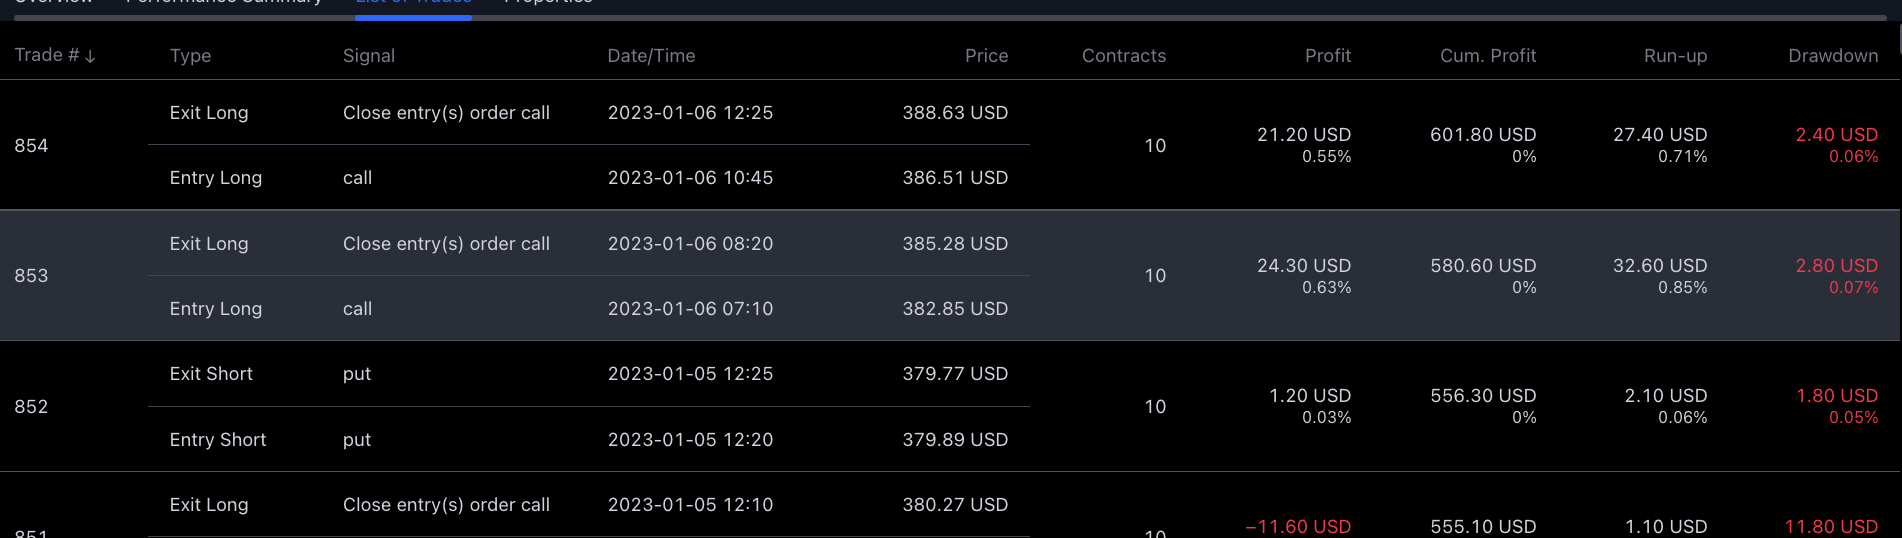 Overview Performance Summary List of Trades Properties
Trade # ↓ Type Signal Date/Time Price Contracts Profit Cum. Profit Run-up Drawdown
Exit Long Close entry(s) order call 2023-01-06 12:25 388.63 USD
854 10 21.20 USD 601.80 USD 27.40 USD 2.40 USD
0.55% 0% 0.71% 0.06%
Entry Long call 2023-01-06 10:45 386.51 USD
Exit Long Close entry(s) order call 2023-01-06 08:20 385.28 USD
853 10 24.30 USD 580.60 USD 32.60 USD 2.80 USD
0.63% 0% 0.85% 0.07%
Entry Long call 2023-01-06 07:10 382.85 USD
Exit Short put 2023-01-05 12:25 379.77 USD
852 10 1.20 USD 556.30 USD 2.10 USD 1.80 USD
0.03% 0% 0.06% 0.05%
Entry Short put 2023-01-05 12:20 379.89 USD
Exit Long Close entry(s) order call 2023-01-05 12:10 380.27 USD
851 10 −11.60 USD 555.10 USD 1.10 USD 11.80 USD